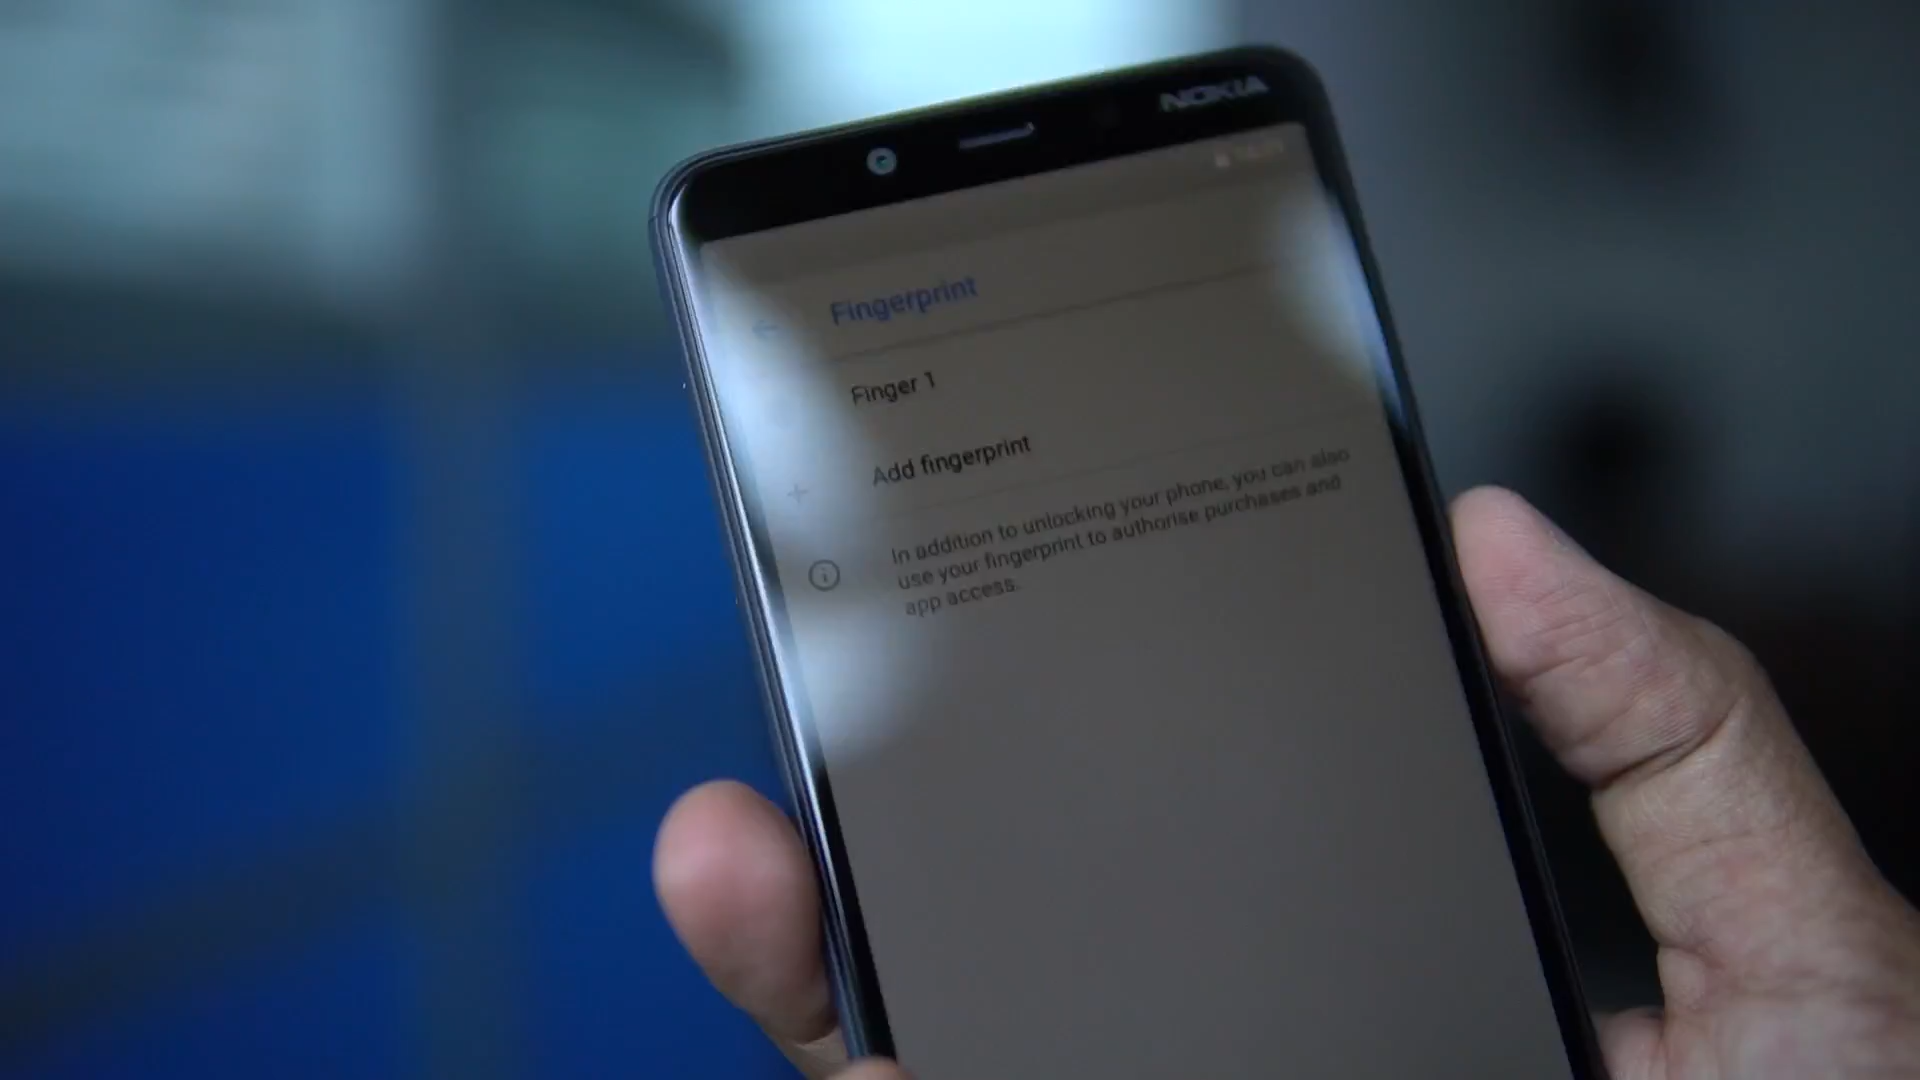 NOKIA
Fingerprint
Finger 1
Add fingerprint
In addition to unlocking your phone, you can also
use your fingerprint to authorise purchases and
app access.